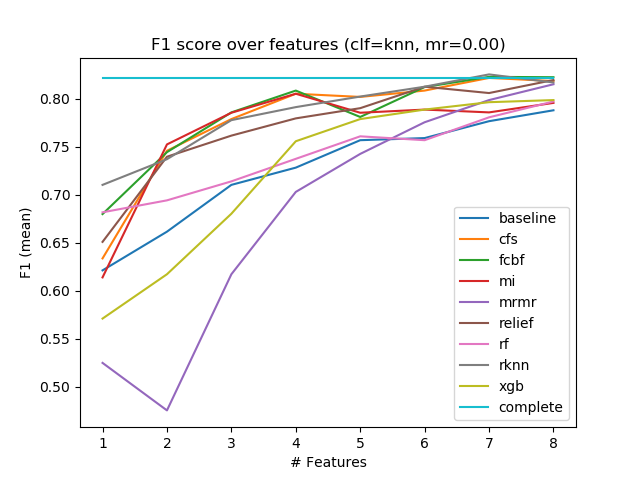 F1 score over features (clf=knn, mr=0.00)
F1 (mean)
0.80
0.75
0.70
0.65
0.60
0.55
0.50
1 2 3 4 5 6 7 8
# Features
baseline
cfs
fcbf
mi
mrmr
relief
rf
rknn
xgb
complete